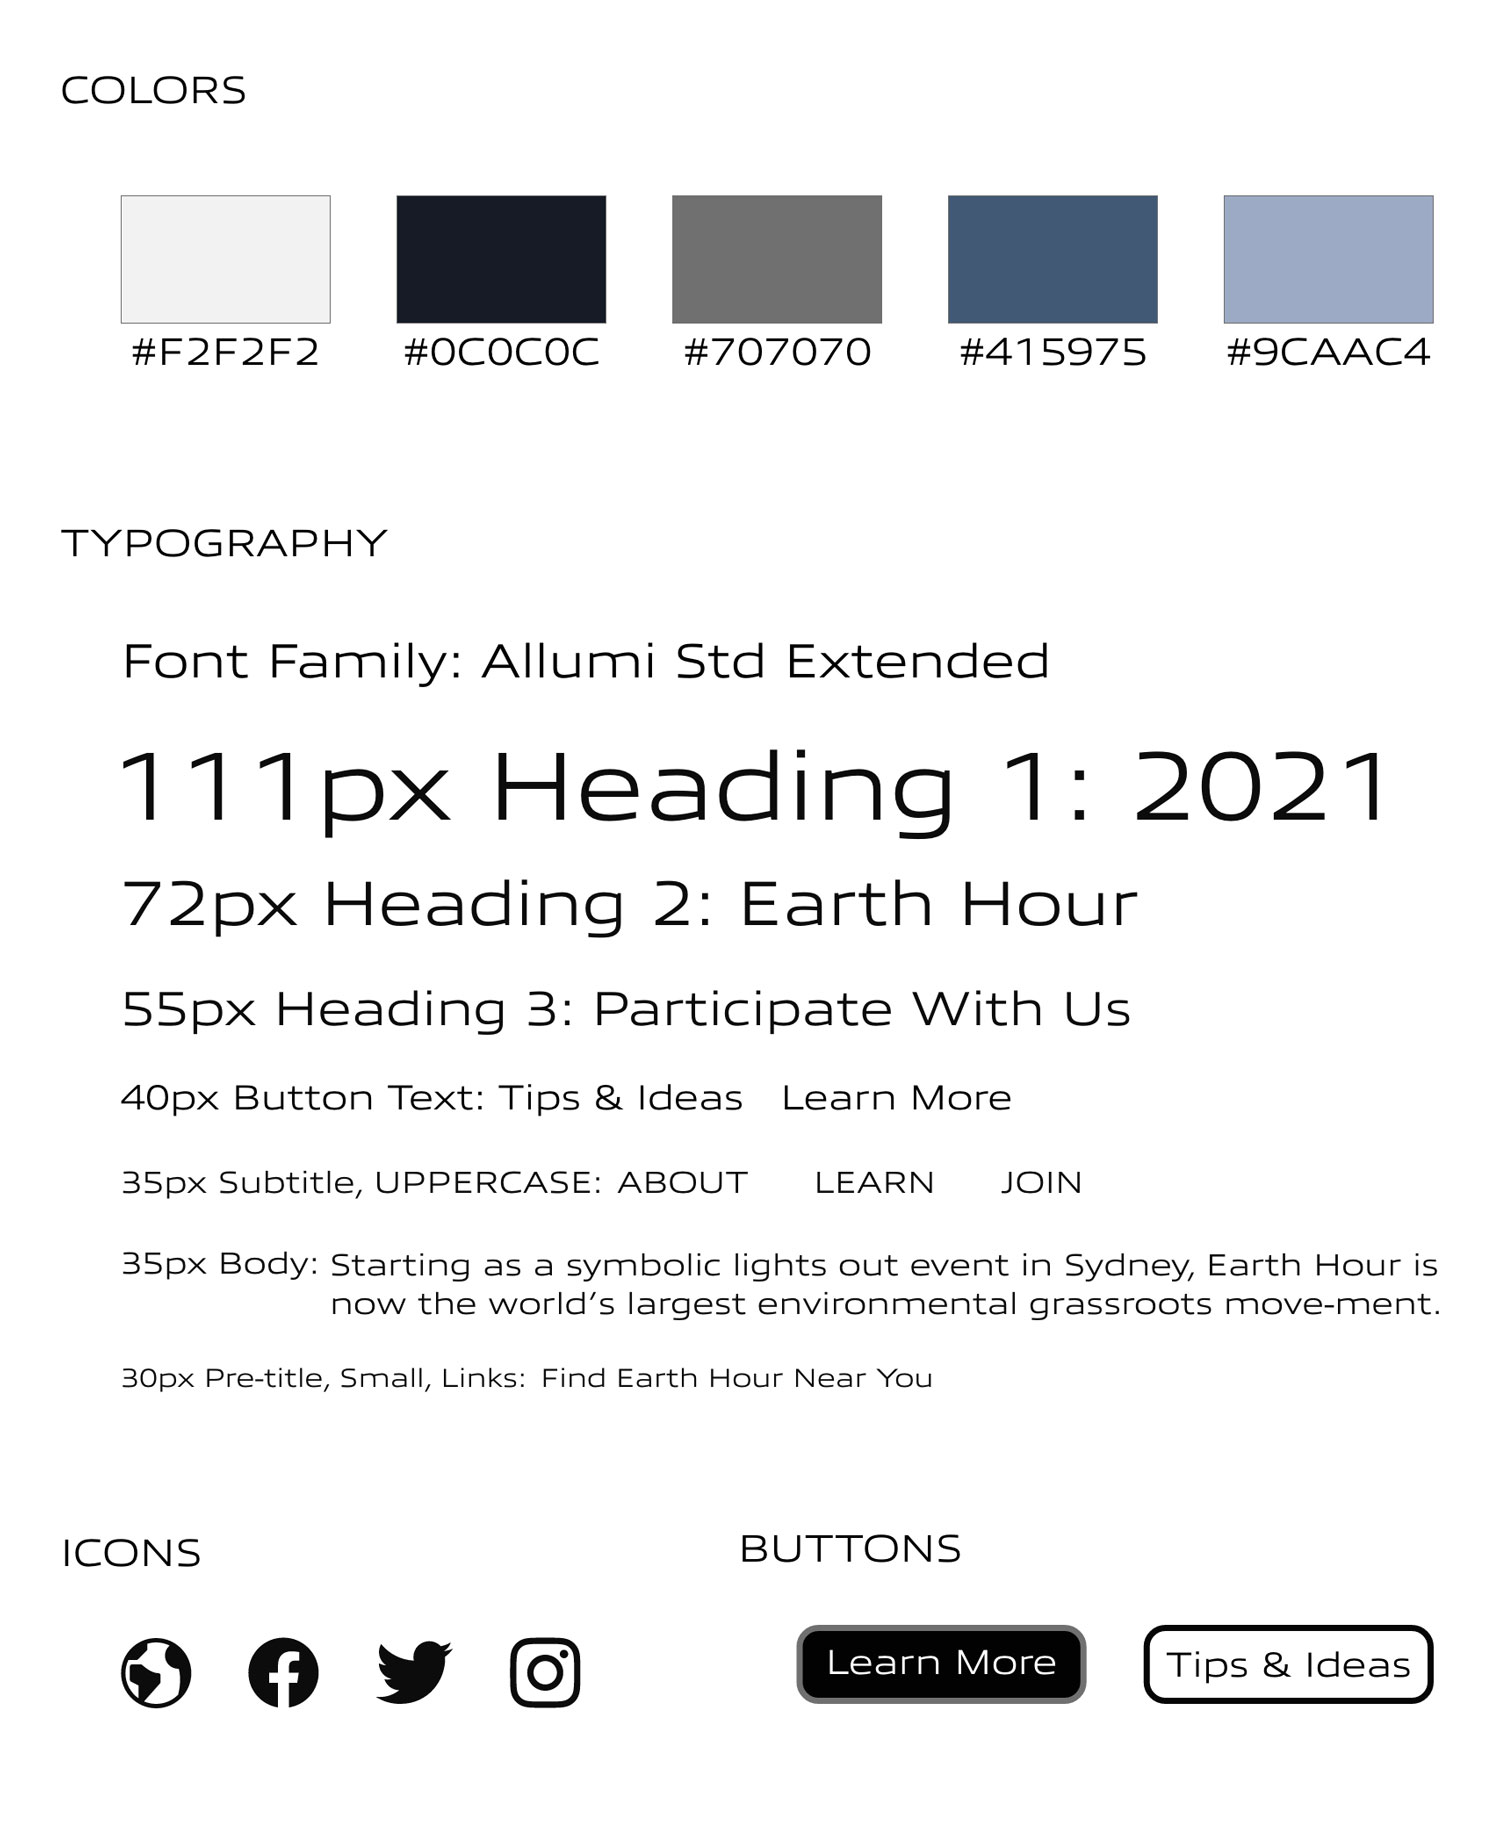 COLORS
#F2F2F2
#0C0C0C
#707070
#415975
#9CAAC4
TYPOGRAPHY
Font Family: Allumi Std Extended
111px Heading 1: 2021
72px Heading 2: Earth Hour
55px Heading 3: Participate With Us
40px Button Text: Tips & Ideas Learn More
35px Subtitle, UPPERCASE: ABOUT LEARN JOIN
35px Body: Starting as a symbolic lights out event in Sydney, Earth Hour is
now the world’s largest environmental grassroots move-ment.
30px Pre-title, Small, Links: Find Earth Hour Near You
ICONS
BUTTONS
Learn More
Tips & Ideas